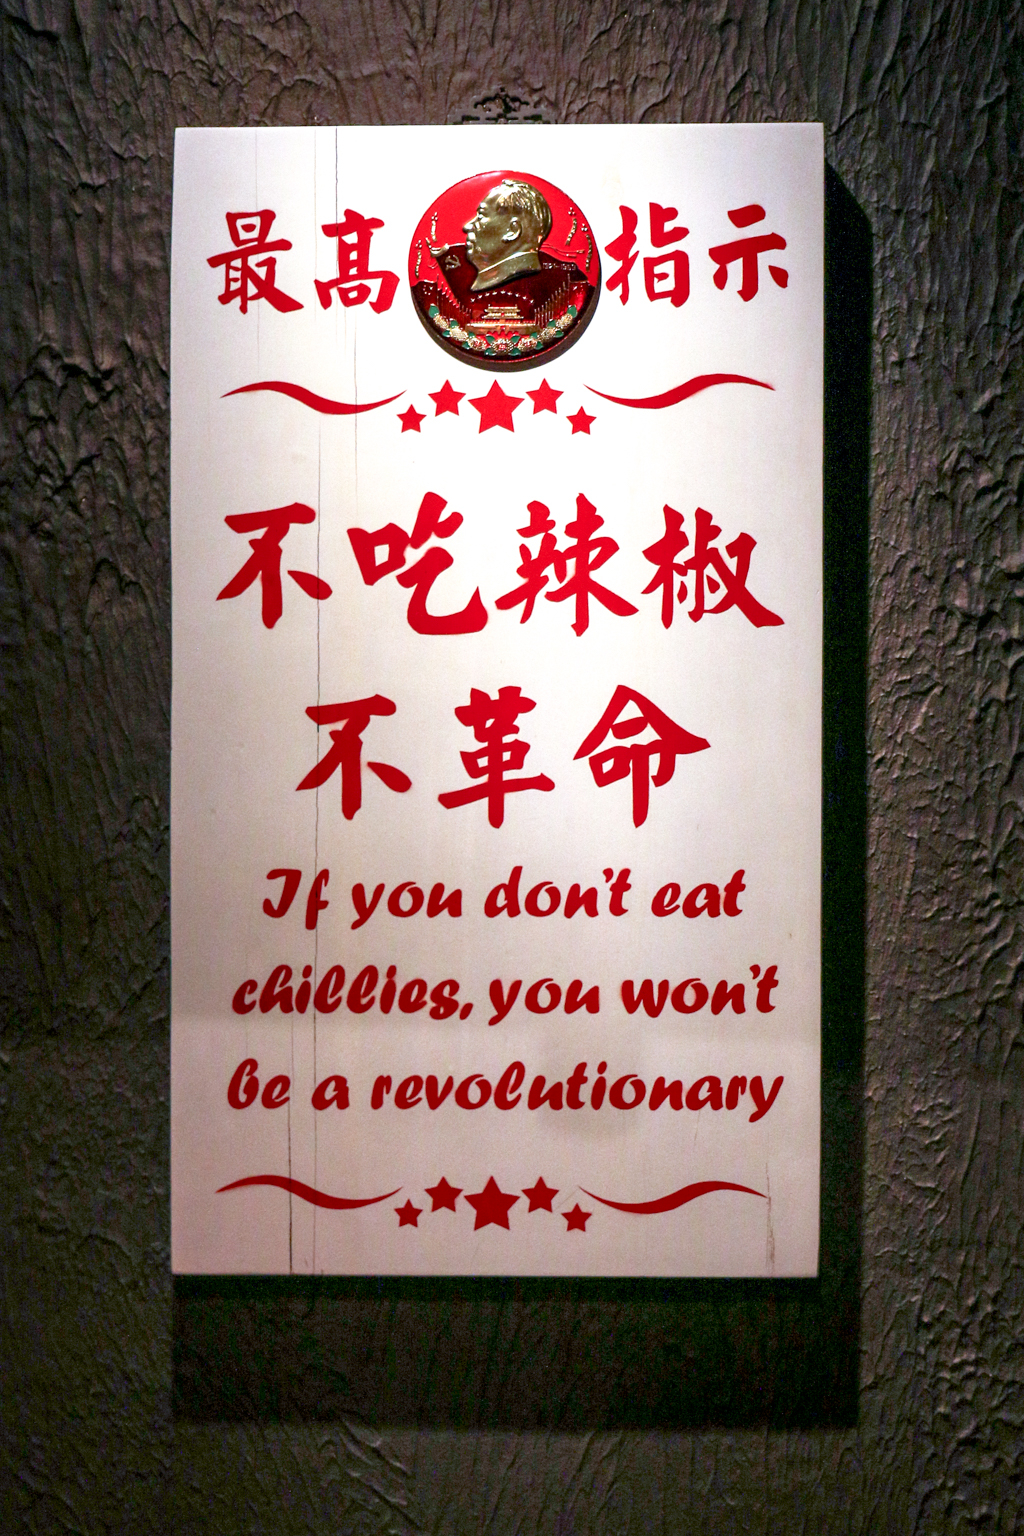 最高指示
不吃辣椒
不革命
If you don't eat
chillies, you won't
be a revolutionary